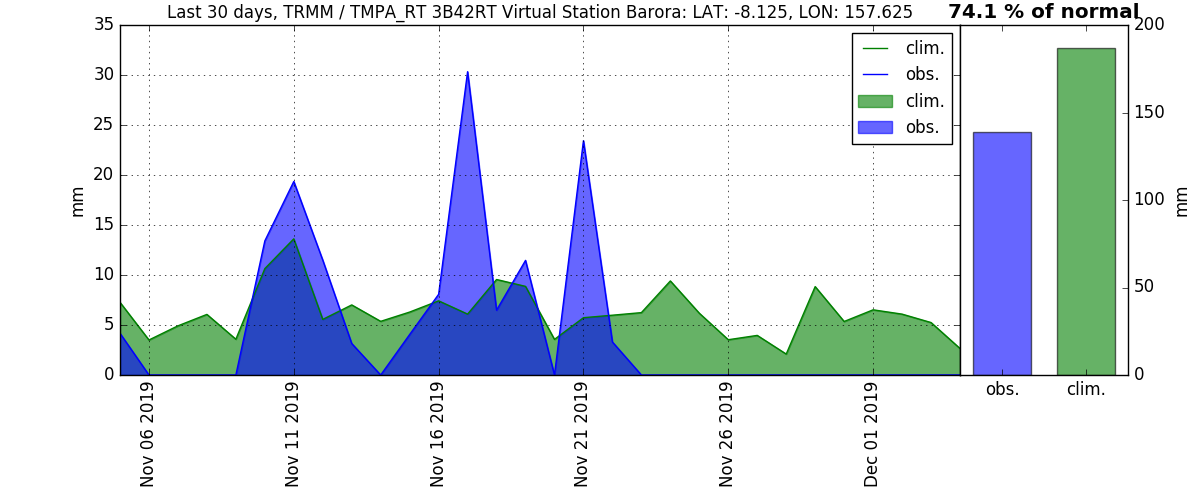 Last 30 days, TRMM / TMPA_RT 3B42RT Virtual Station Barora: LAT: -8.125, LON: 157.625
74.1 % of normal
35
30
25
20
15
10
5
0
mm
clim.
obs.
clim.
obs.
Nov 06 2019
Nov 11 2019
Nov 16 2019
Nov 21 2019
Nov 26 2019
Dec 01 2019
200
150
100
50
0
mm
obs.
clim.